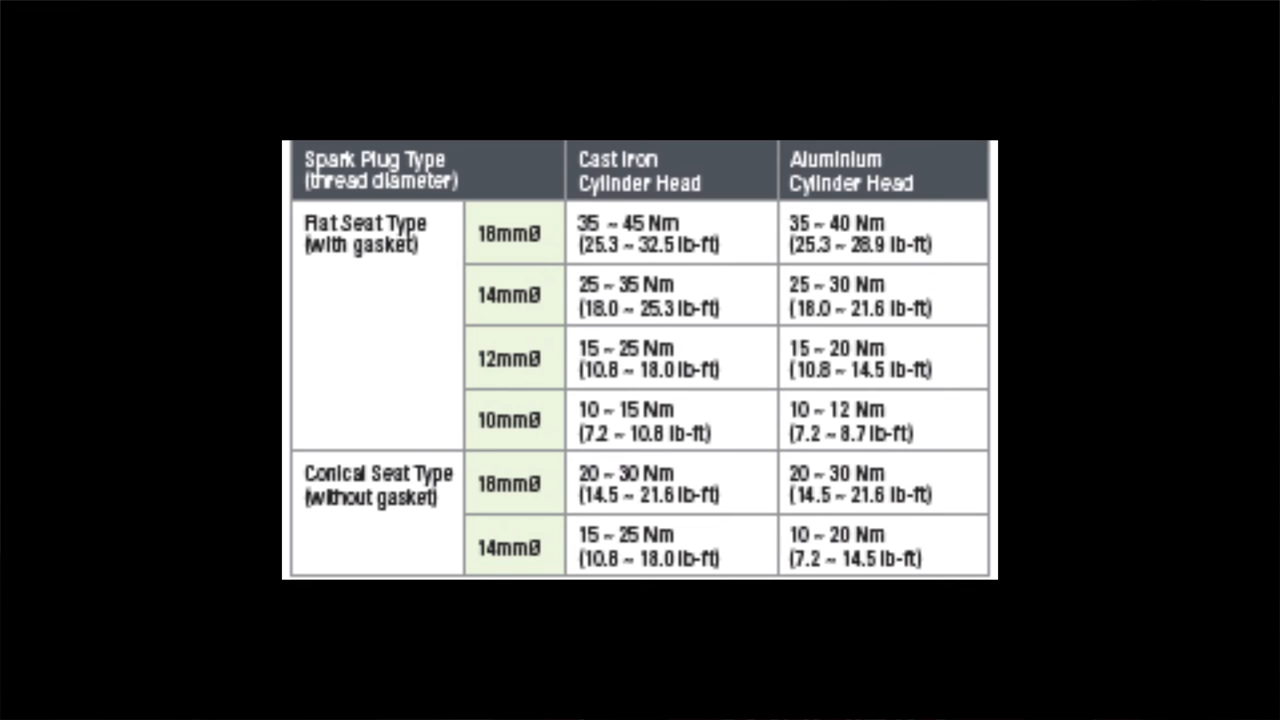 Spark Plug Type
(thread diameter)
Cast Iron
Cylinder Head
Aluminium
Cylinder Head
Flat Seat Type
(with gasket)
18mmØ
35 ~ 45 Nm
(25.3 ~ 32.5 lb-ft)
35 ~ 40 Nm
(25.3 ~ 28.9 lb-ft)
14mmØ
25 ~ 35 Nm
(18.0 ~ 25.3 lb-ft)
25 ~ 30 Nm
(18.0 ~ 21.6 lb-ft)
12mmØ
15 ~ 25 Nm
(10.8 ~ 18.0 lb-ft)
15 ~ 20 Nm
(10.8 ~ 14.5 lb-ft)
10mmØ
10 ~ 15 Nm
(7.2 ~ 10.8 lb-ft)
10 ~ 12 Nm
(7.2 ~ 8.7 lb-ft)
Conical Seat Type
(without gasket)
18mmØ
20 ~ 30 Nm
(14.5 ~ 21.6 lb-ft)
20 ~ 30 Nm
(14.5 ~ 21.6 lb-ft)
14mmØ
15 ~ 25 Nm
(10.8 ~ 18.0 lb-ft)
10 ~ 20 Nm
(7.2 ~ 14.5 lb-ft)